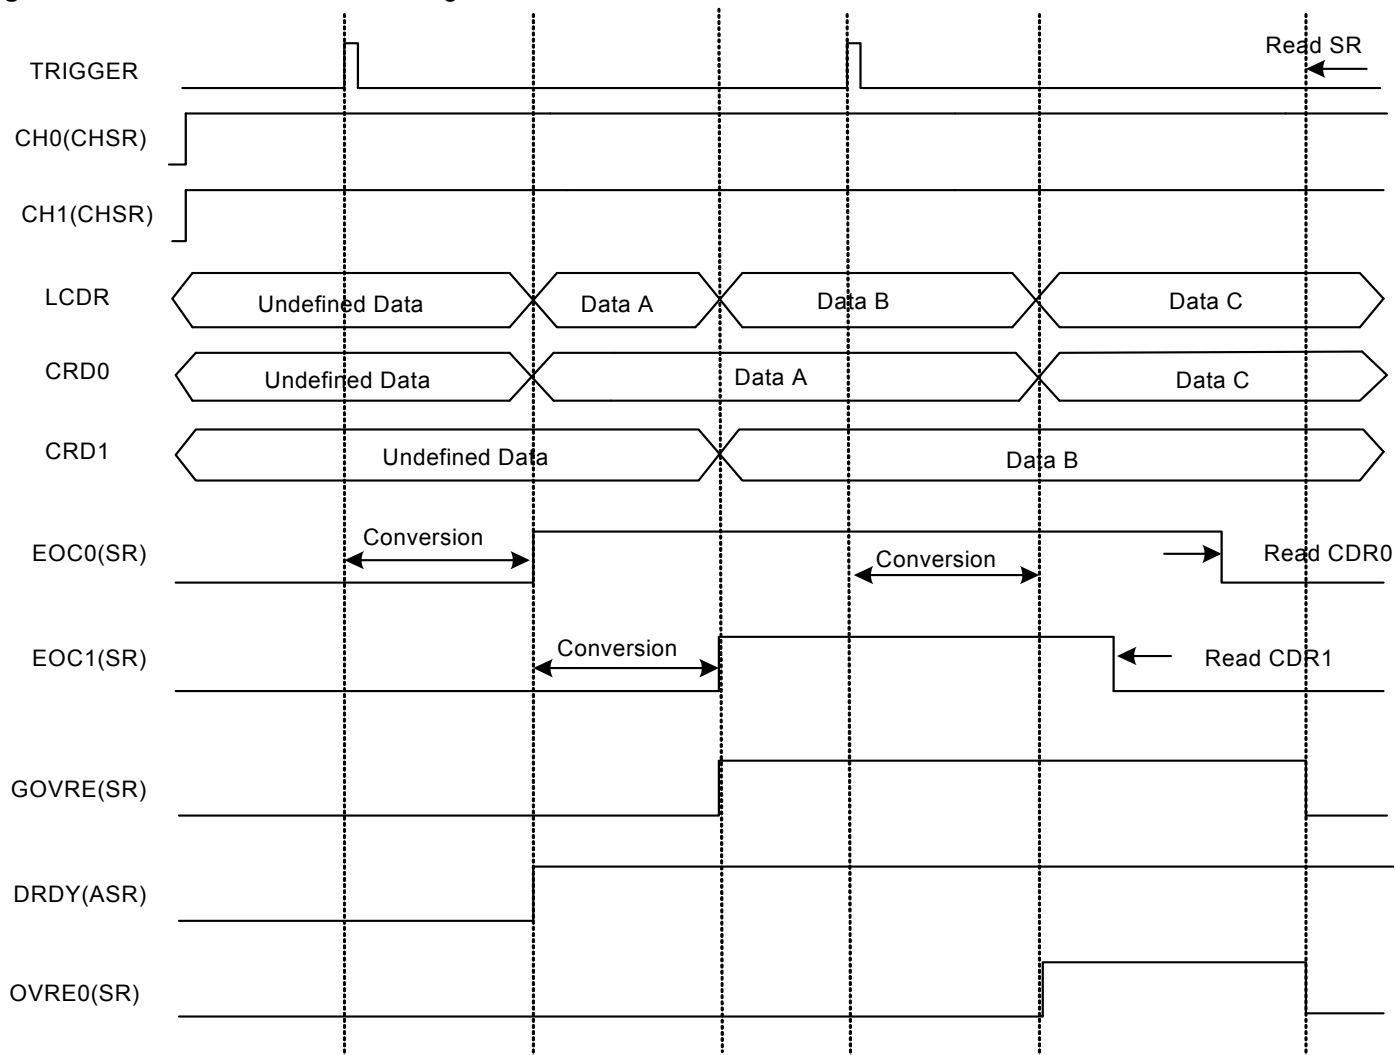 Read SR
TRIGGER
CH0(CHSR)
CH1(CHSR)
LCDR
Undefined Data
Data A
Data B
Data C
CRD0
Undefined Data
Data A
Data C
CRD1
Undefined Data
Data B
EOC0(SR)
Conversion
Conversion
Read CDR0
EOC1(SR)
Conversion
Read CDR1
GOVRE(SR)
DRDY(ASR)
OVRE0(SR)